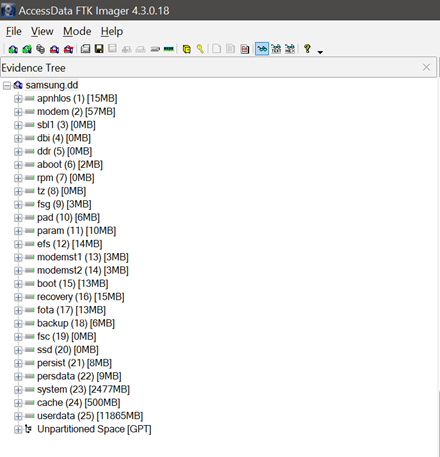 AccessData FTK Imager 4.3.0.18
File View Mode Help
Evidence Tree
samsung.dd
apnhlos (1) [15MB]
modem (2) [57MB]
sbl1 (3) [0MB]
dbi (4) [0MB]
ddr (5) [0MB]
aboot (6) [2MB]
rpm (7) [0MB]
tz (8) [0MB]
fsg (9) [3MB]
pad (10) [6MB]
param (11) [10MB]
efs (12) [14MB]
modemst1 (13) [3MB]
modemst2 (14) [3MB]
boot (15) [13MB]
recovery (16) [15MB]
fota (17) [13MB]
backup (18) [6MB]
fsc (19) [0MB]
ssd (20) [0MB]
persist (21) [8MB]
persdata (22) [9MB]
system (23) [2477MB]
cache (24) [500MB]
userdata (25) [11865MB]
Unpartitioned Space [GPT]